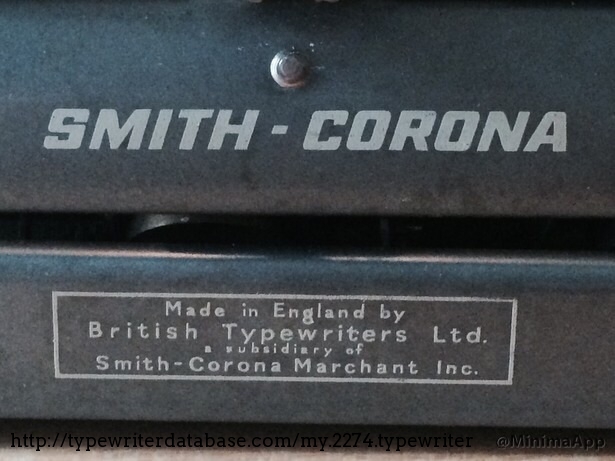 SMITH - CORONA
Made in England by
British Typewriters Ltd.
a subsidiary of
Smith-Corona Marchant Inc.
http://typewriterdatabase.com/my.2274.typewriter @MinimaApp